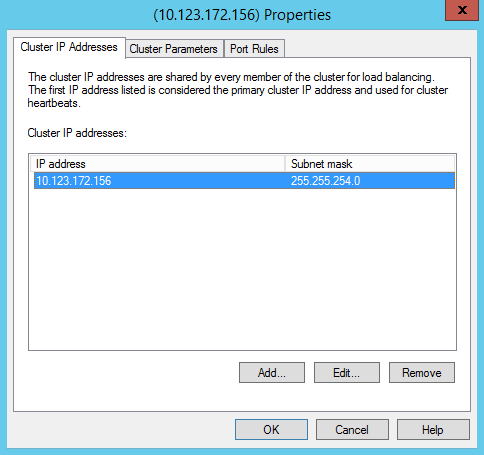 (10.123.172.156) Properties
x
Cluster IP Addresses Cluster Parameters Port Rules
The cluster IP addresses are shared by every member of the cluster for load balancing.
The first IP address listed is considered the primary cluster IP address and used for cluster
heartbeats.
Cluster IP addresses:
IP address Subnet mask
10.123.172.156 255.255.254.0
Add... Edit... Remove
OK Cancel Help